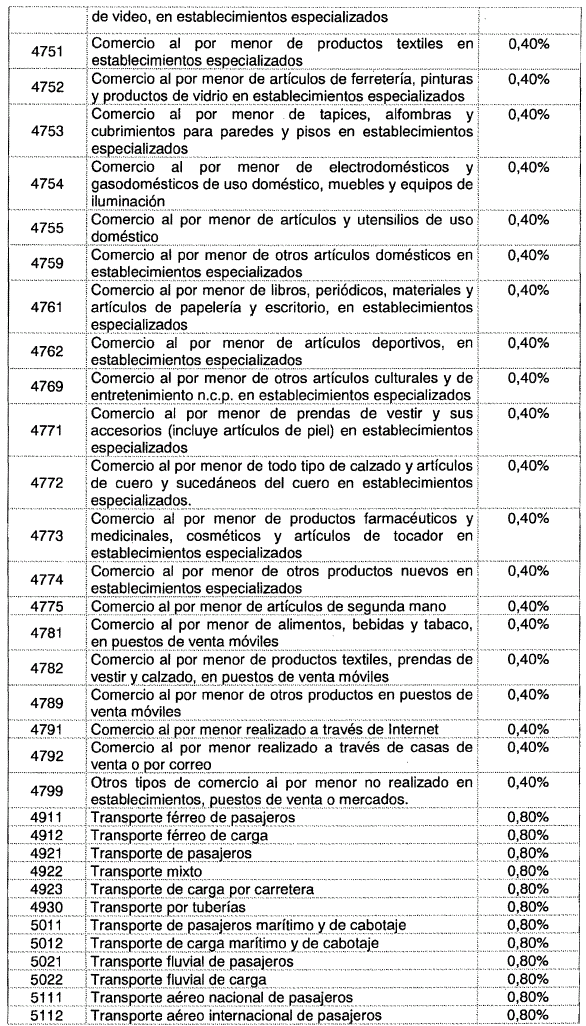 de video, en establecimientos especializados
4751 Comercio al por menor de productos textiles en 0,40%
establecimientos especializados
4752 Comercio al por menor de artículos de ferretería, pinturas 0,40%
y productos de vidrio en establecimientos especializados
4753 Comercio al por menor de tapices, alfombras y 0,40%
cubrimientos para paredes y pisos en establecimientos
especializados
4754 Comercio al por menor de electrodomésticos y 0,40%
gasodomésticos de uso doméstico, muebles y equipos de
iluminación
4755 Comercio al por menor de artículos y utensilios de uso 0,40%
doméstico
4759 Comercio al por menor de otros artículos domésticos en 0,40%
establecimientos especializados
4761 Comercio al por menor de libros, periódicos, materiales y 0,40%
artículos de papelería y escritorio, en establecimientos
especializados
4762 Comercio al por menor de artículos deportivos, en 0,40%
establecimientos especializados
4769 Comercio al por menor de otros artículos culturales y de 0,40%
entretenimiento n.c.p. en establecimientos especializados
4771 Comercio al por menor de prendas de vestir y sus 0,40%
accesorios (incluye artículos de piel) en establecimientos
especializados
4772 Comercio al por menor de todo tipo de calzado y artículos 0,40%
de cuero y sucedáneos del cuero en establecimientos
especializados.
4773 Comercio al por menor de productos farmacéuticos y 0,40%
medicinales, cosméticos y artículos de tocador en
establecimientos especializados
4774 Comercio al por menor de otros productos nuevos en 0,40%
establecimientos especializados
4775 Comercio al por menor de artículos de segunda mano 0,40%
4781 Comercio al por menor de alimentos, bebidas y tabaco, 0,40%
en puestos de venta móviles
4782 Comercio al por menor de productos textiles, prendas de 0,40%
vestir y calzado, en puestos de venta móviles
4789 Comercio al por menor de otros productos en puestos de 0,40%
venta móviles
4791 Comercio al por menor realizado a través de Internet 0,40%
4792 Comercio al por menor realizado a través de casas de 0,40%
venta o por correo
4799 Otros tipos de comercio al por menor no realizado en 0,40%
establecimientos, puestos de venta o mercados.
4911 Transporte férreo de pasajeros 0,80%
4912 Transporte férreo de carga 0,80%
4921 Transporte de pasajeros 0,80%
4922 Transporte mixto 0,80%
4923 Transporte de carga por carretera 0,80%
4930 Transporte por tuberías 0,80%
5011 Transporte de pasajeros marítimo y de cabotaje 0,80%
5012 Transporte de carga marítimo y de cabotaje 0,80%
5021 Transporte fluvial de pasajeros 0,80%
5022 Transporte fluvial de carga 0,80%
5111 Transporte aéreo nacional de pasajeros 0,80%
5112 Transporte aéreo internacional de pasajeros 0,80%